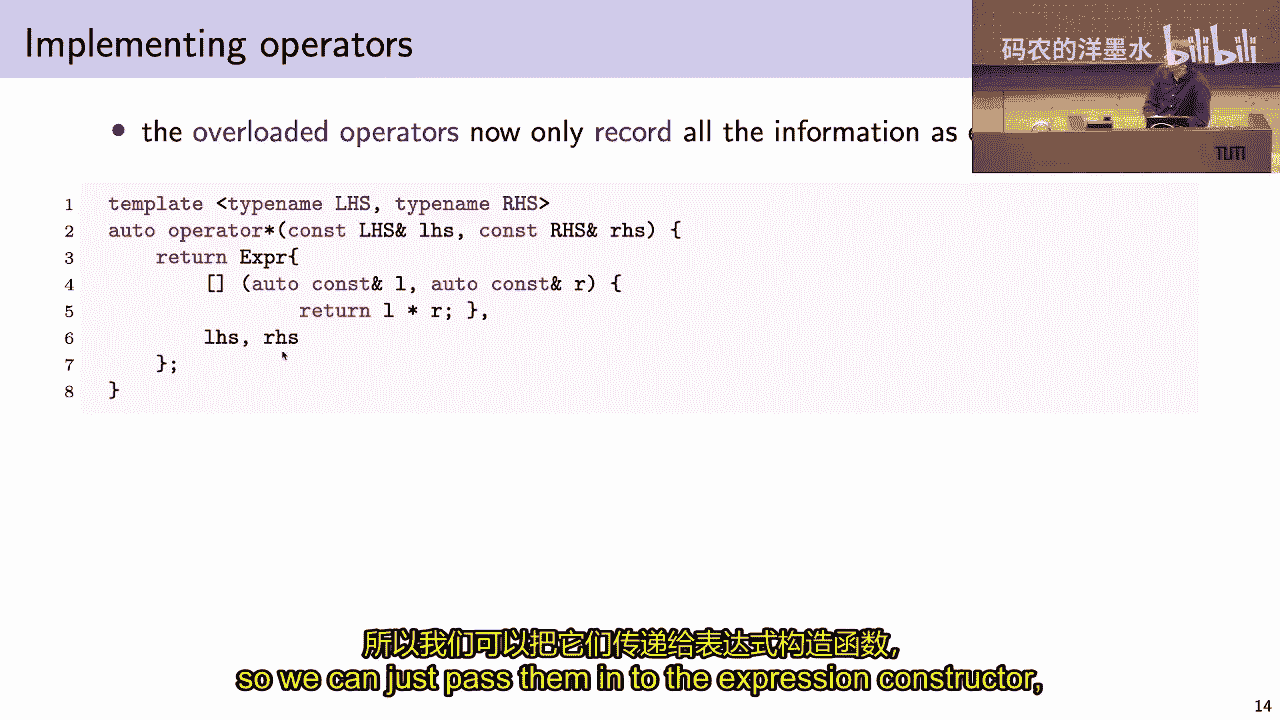 Implementing operators
码农的洋墨水 bilibili
TUM
• the overloaded operators now only record all the information as
1 template <typename LHS, typename RHS>
2 auto operator*(const LHS& lhs, const RHS& rhs) {
3 return Expr{
4 [] (auto const& l, auto const& r) {
5 return l * r; },
6 lhs, rhs
7 };
8 }
所以我们可以把它们传递给表达式构造函数,
so we can just pass them in to the expression constructor,
14